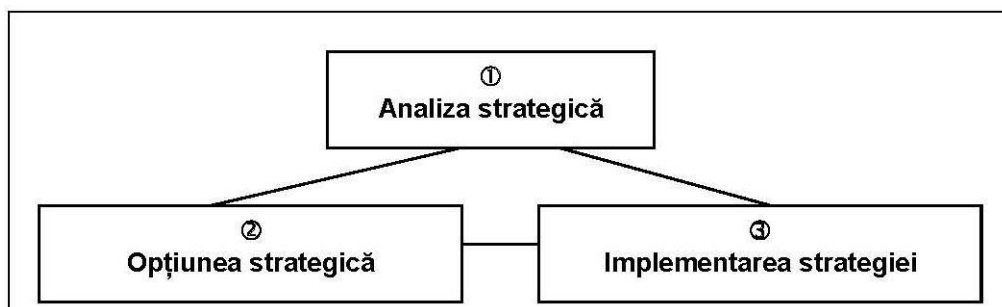 ①
Analiza strategică
②
Opțiunea strategică
③
Implementarea strategiei